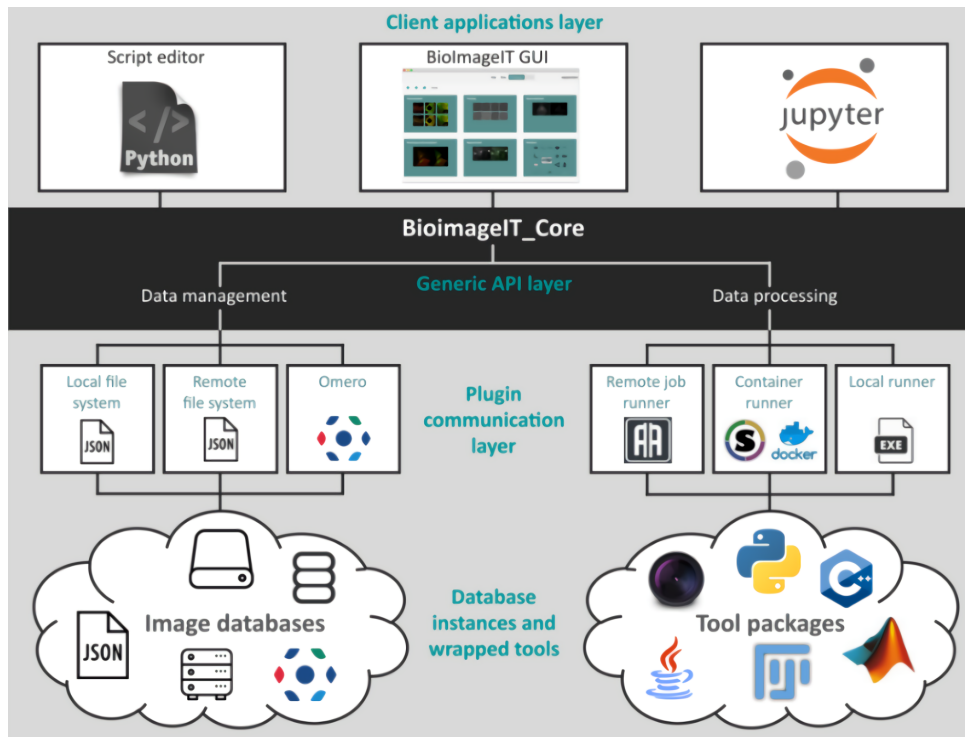 Client applications layer
Script editor
</>
Python
BioImageIT GUI
jupyter
BioimageIT_Core
Generic API layer
Data management
Data processing
Local file
system
JSON
Remote
file system
JSON
Omero
Plugin
communication
layer
Remote job
runner
Container
runner
S
docker
Local runner
EXE
Image databases
JSON
Database
instances and
wrapped tools
Tool packages
C++